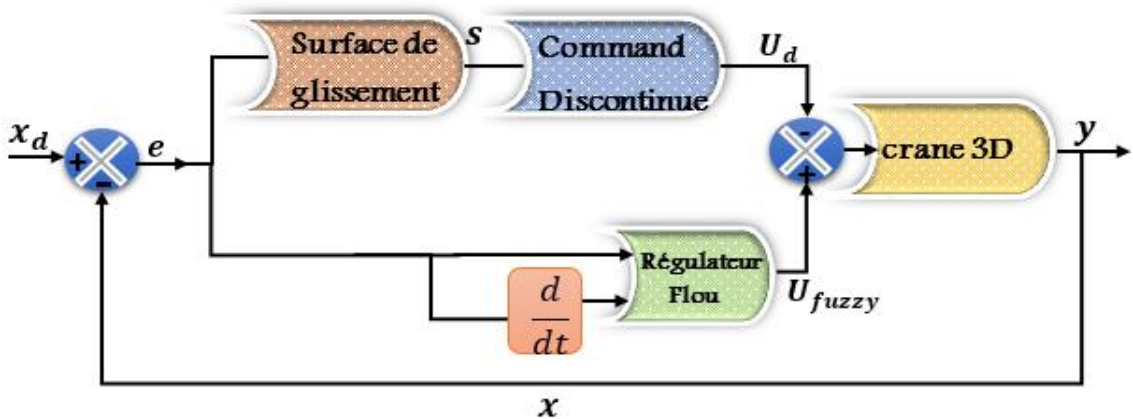 Surface de
glissement
S
Command
Discontinue
U_d
x_d
+
-
e
-
+
crane 3D
y
Régulateur
Flou
d
dt
U_fuzzy
x